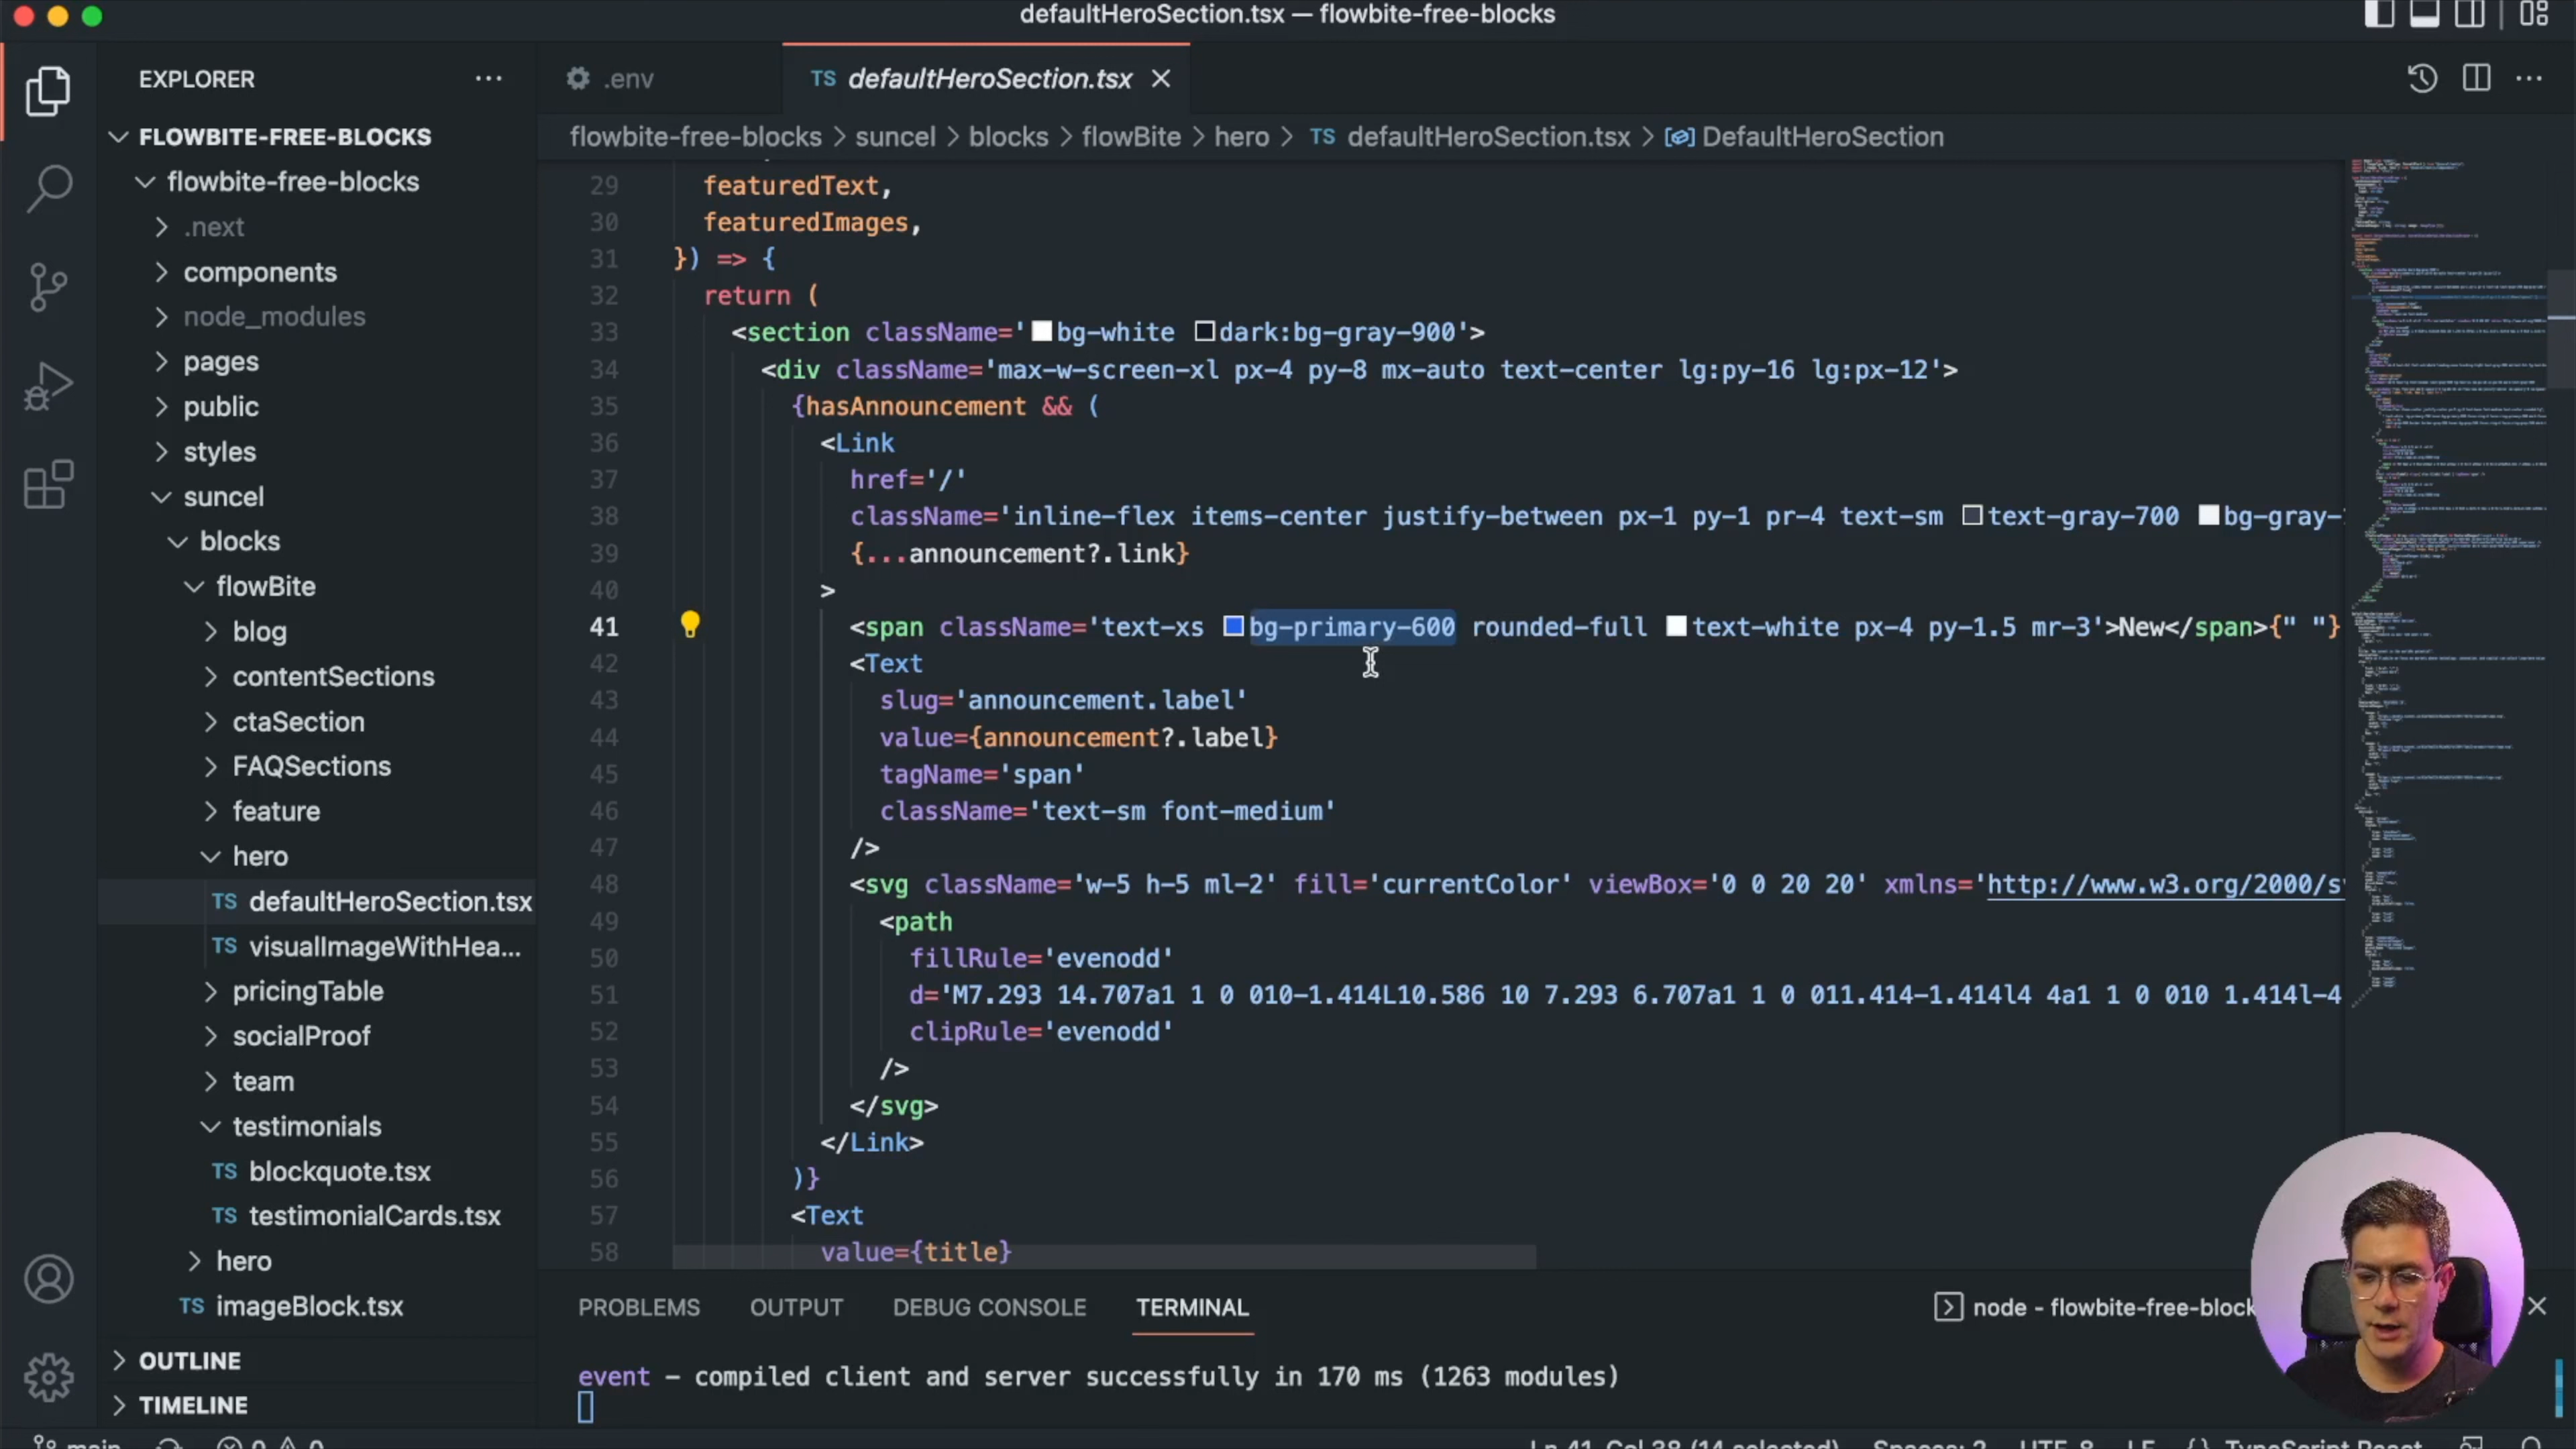 defaultHeroSection.tsx — flowbite-free-blocks
EXPLORER
FLOWBITE-FREE-BLOCKS
flowbite-free-blocks
.next
components
node_modules
pages
public
styles
suncel
blocks
flowBite
blog
contentSections
ctaSection
FAQSections
feature
hero
TS defaultHeroSection.tsx
TS visualImageWithHea...
pricingTable
socialProof
team
testimonials
TS blockquote.tsx
TS testimonialCards.tsx
hero
TS imageBlock.tsx
OUTLINE
TIMELINE
.env
TS defaultHeroSection.tsx
flowbite-free-blocks > suncel > blocks > flowBite > hero > TS defaultHeroSection.tsx > DefaultHeroSection
29 featuredText,
30 featuredImages,
31 }) => {
32 return (
33 <section className='bg-white dark:bg-gray-900'>
34 <div className='max-w-screen-xl px-4 py-8 mx-auto text-center lg:py-16 lg:px-12'>
35 {hasAnnouncement && (
36 <Link
37 href='/'
38 className='inline-flex items-center justify-between px-1 py-1 pr-4 text-sm text-gray-700 bg-gray-
39 {...announcement?.link}
40 >
41 <span className='text-xs bg-primary-600 rounded-full text-white px-4 py-1.5 mr-3'>New</span>{" "}
42 <Text
43 slug='announcement.label'
44 value={announcement?.label}
45 tagName='span'
46 className='text-sm font-medium'
47 />
48 <svg className='w-5 h-5 ml-2' fill='currentColor' viewBox='0 0 20 20' xmlns='http://www.w3.org/2000/s
49 <path
50 fillRule='evenodd'
51 d='M7.293 14.707a1 1 0 010-1.414L10.586 10 7.293 6.707a1 1 0 011.414-1.414l4 4a1 1 0 010 1.414l-4
52 clipRule='evenodd'
53 />
54 </svg>
55 </Link>
56 )}
57 <Text
58 value={title}
PROBLEMS OUTPUT DEBUG CONSOLE TERMINAL
node - flowbite-free-block
event - compiled client and server successfully in 170 ms (1263 modules)